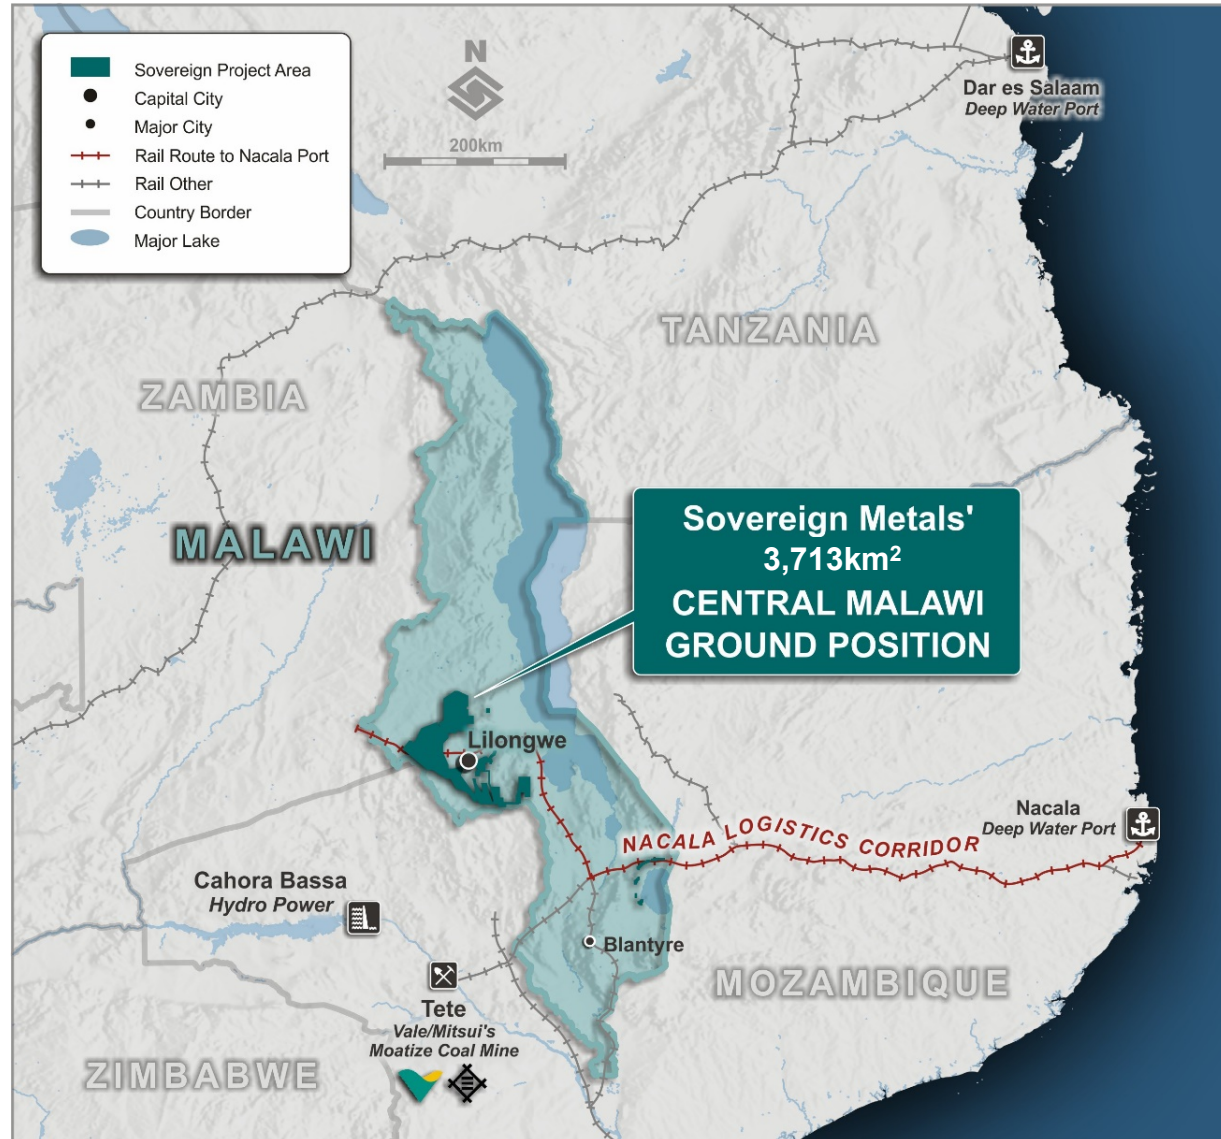 Sovereign Project Area
Capital City
Major City
Rail Route to Nacala Port
Rail Other
Country Border
Major Lake
N
200km
Dar es Salaam
Deep Water Port
TANZANIA
ZAMBIA
MALAWI
Sovereign Metals'
3,713km²
CENTRAL MALAWI
GROUND POSITION
Lilongwe
Nacala
Deep Water Port
NACALA LOGISTICS CORRIDOR
Cahora Bassa
Hydro Power
Blantyre
MOZAMBIQUE
Tete
Vale/Mitsui's
Moatize Coal Mine
ZIMBABWE